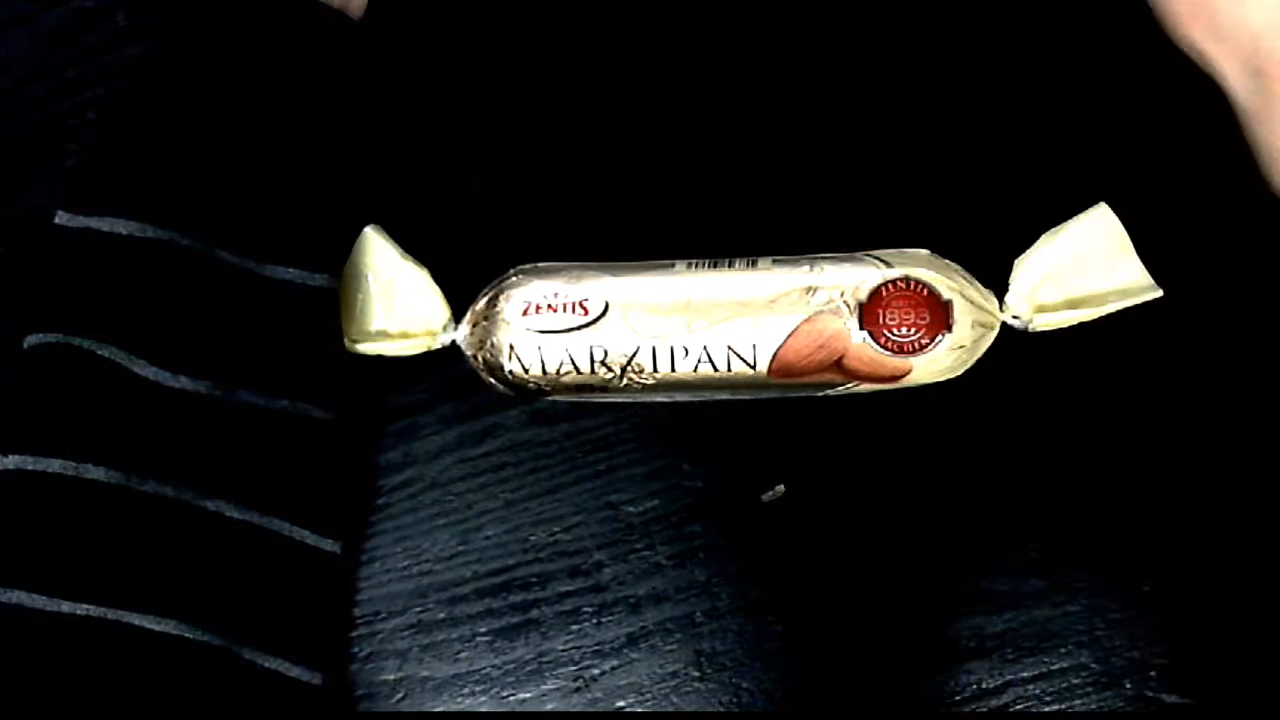 ZENTIS
MARZIPAN
ZENTIS
1893
AACHEN